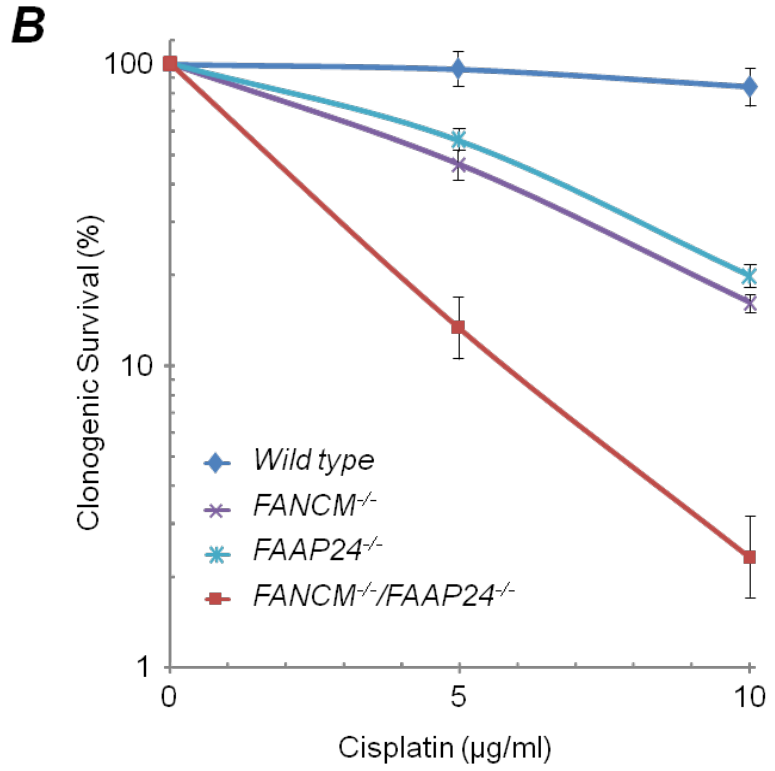 B
100
10
1
Clonogenic Survival (%)
Wild type
FANCM-/-
FAAP24-/-
FANCM-/-/FAAP24-/-
0 5 10
Cisplatin (µg/ml)